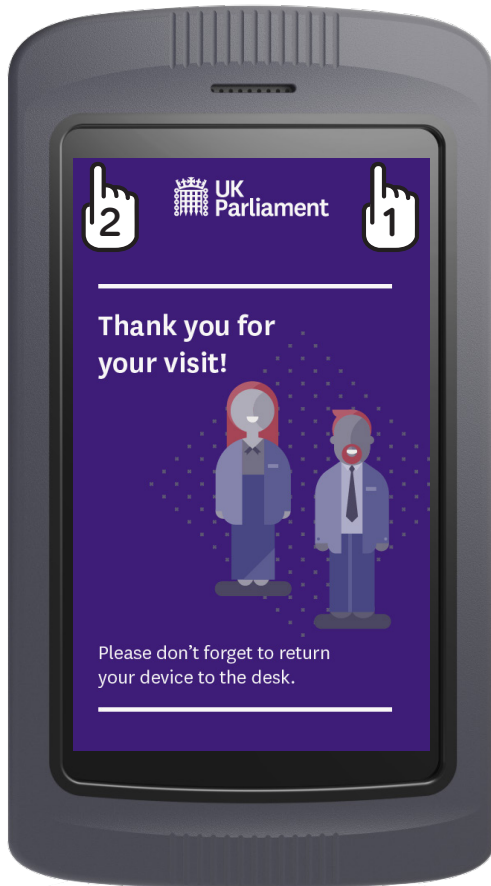 UK
Parliament
2
1
Thank you for
your visit!
Please don’t forget to return
your device to the desk.